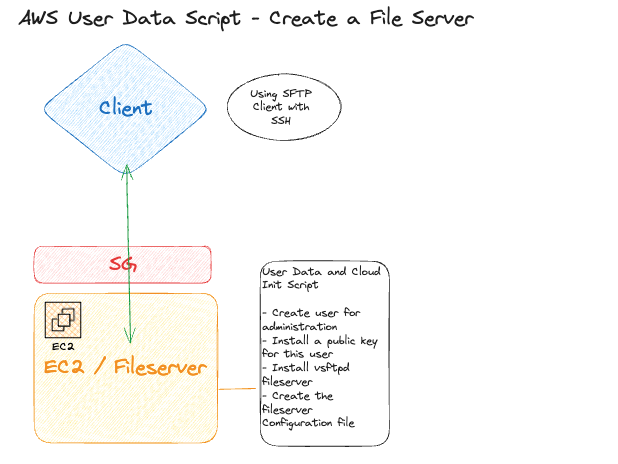 AWS User Data Script - Create a File Server
Client
Using SFTP
Client with
SSH
SG
EC2
EC2 / Fileserver
User Data and Cloud
Init Script
- Create user for
administration
- Install a public key
for this user
- Install vsftpd
fileserver
- Create the
fileserver
Configuration file